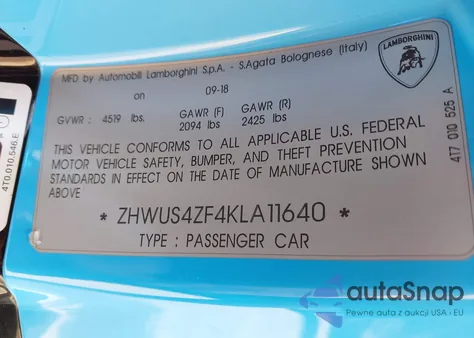 LAMBORGHINI
MFD by Automobili Lamborghini S.p.A. - S.Agata Bolognese (Italy)
on 09-18
GVWR : 4519 lbs. GAWR (F) GAWR (R)
2094 lbs 2425 lbs
THIS VEHICLE CONFORMS TO ALL APPLICABLE U.S. FEDERAL
MOTOR VEHICLE SAFETY, BUMPER, AND THEFT PREVENTION
STANDARDS IN EFFECT ON THE DATE OF MANUFACTURE SHOWN
ABOVE
* ZHWUS4ZF4KLA11640 *
TYPE : PASSENGER CAR
4T7 010 525 A
4T0.010.546.E
autoSnap
Pewne auta z aukcji USA i EU